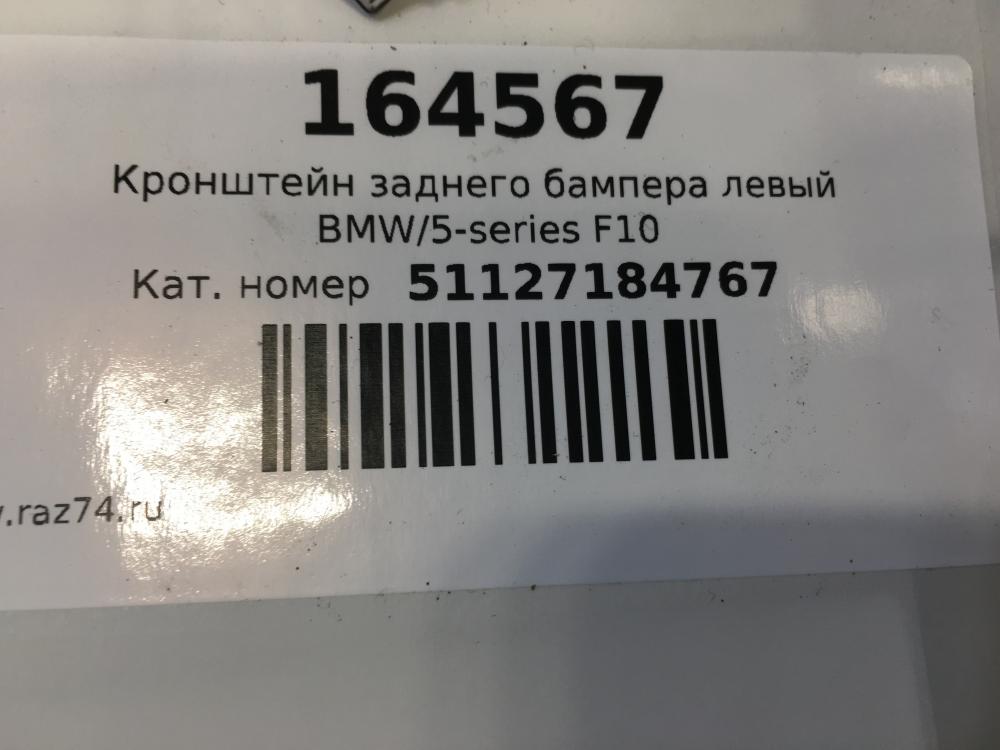 164567
Кронштейн заднего бампера левый
BMW/5-series F10
Кат. номер 51127184767
.raz74.ru